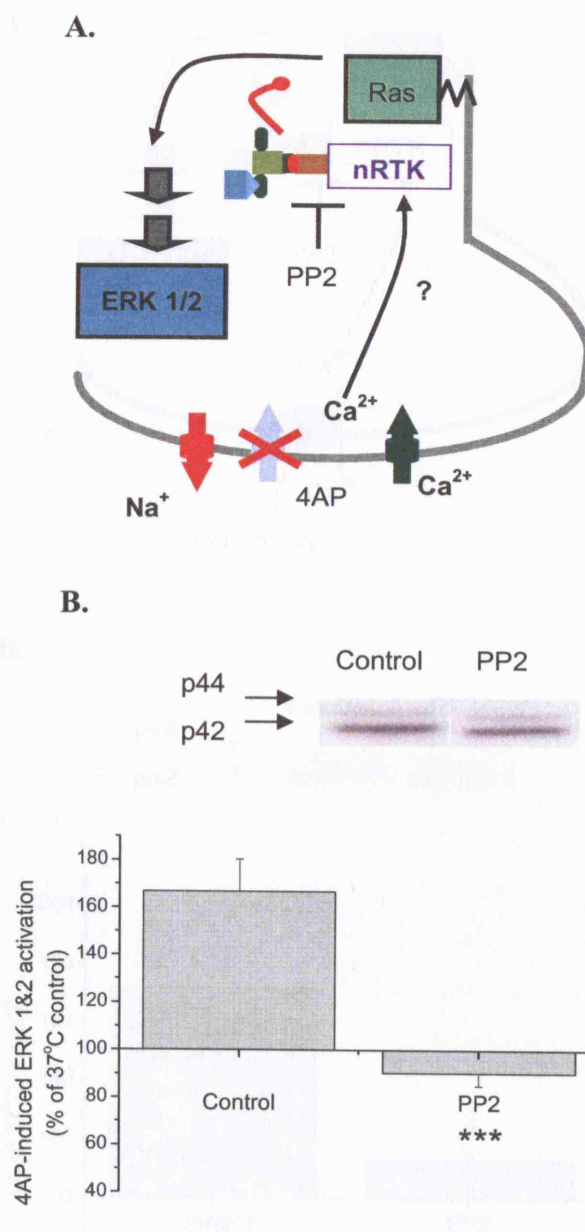 A.
Ras
nRTK
PP2
?
ERK 1/2
Ca²⁺
4AP
Na⁺
Ca²⁺
B.
Control PP2
p44
p42
4AP-induced ERK 1&2 activation
(% of 37°C control)
180
160
140
120
100
80
60
40
Control
PP2
***